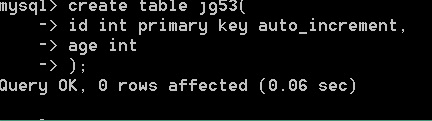 mysql> create table jg53(
-> id int primary key auto_increment,
-> age int
-> );
Query OK, 0 rows affected (0.06 sec)